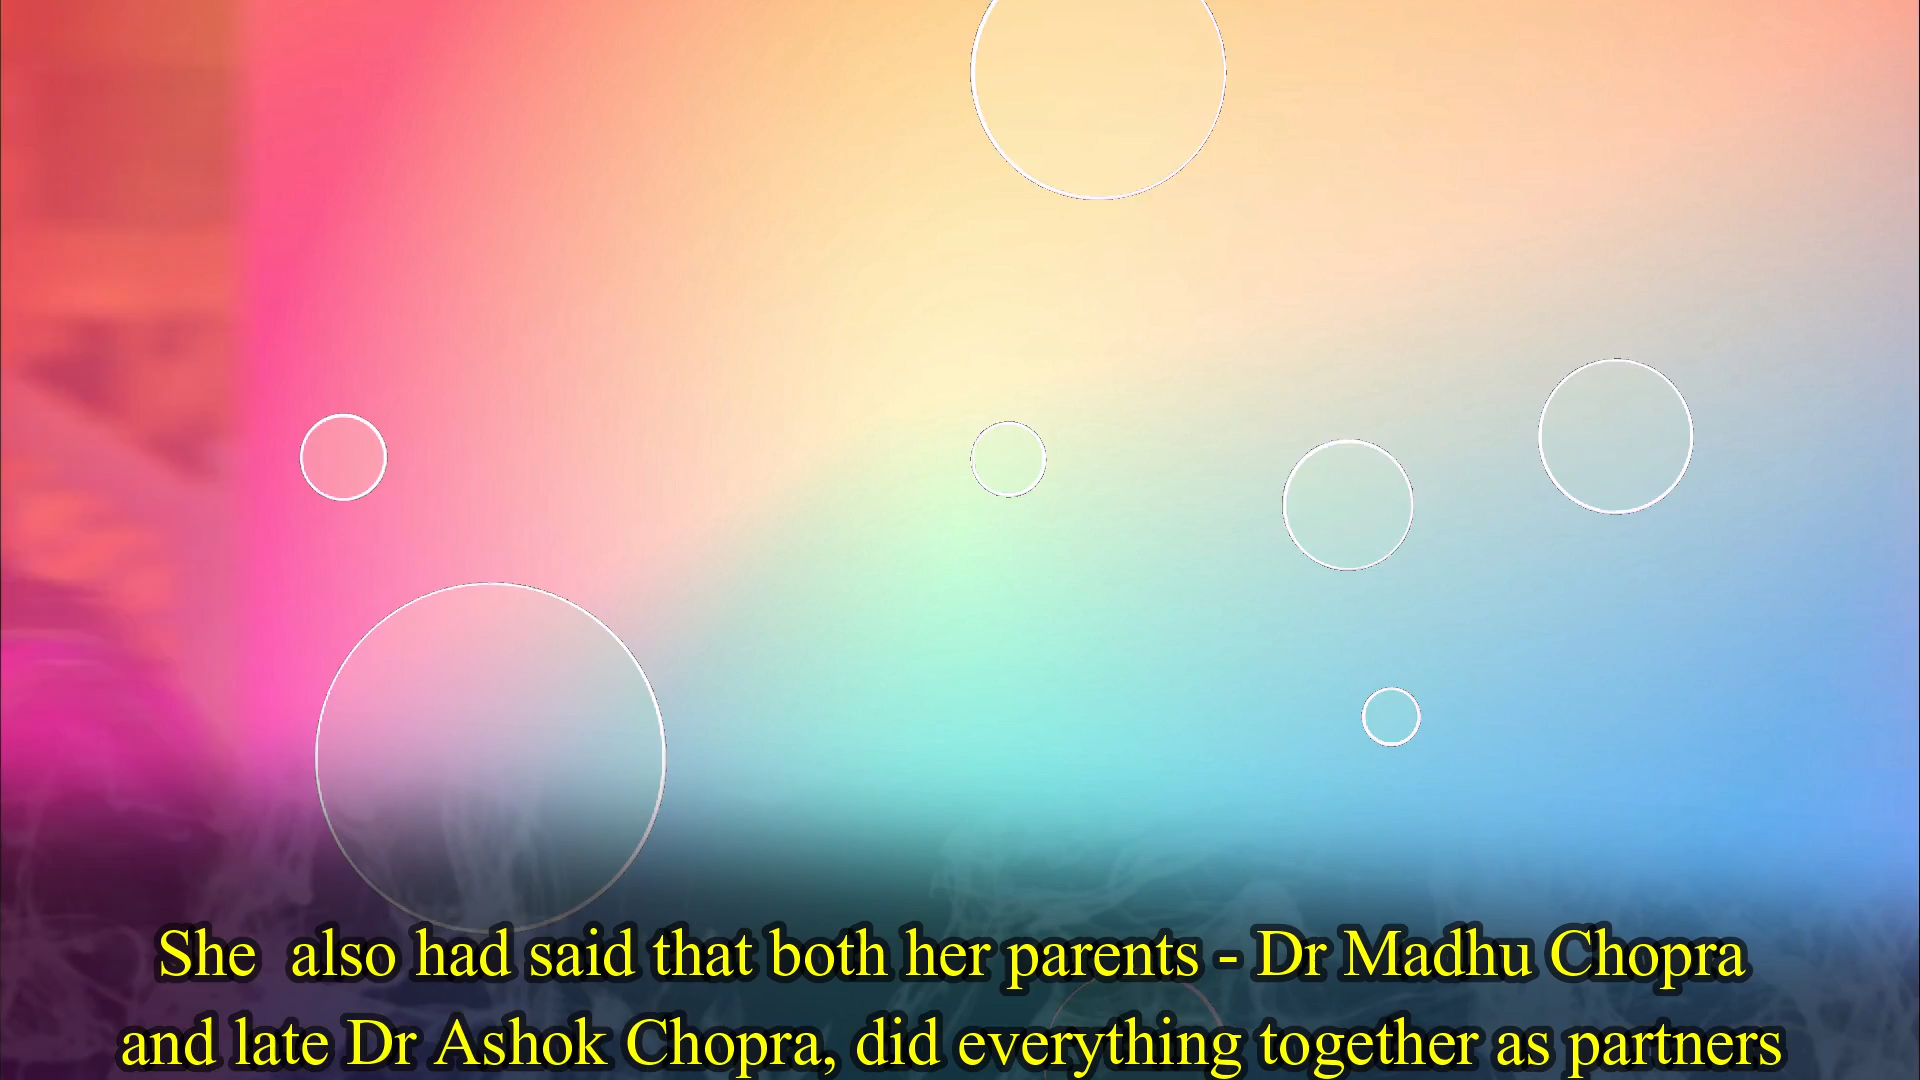 She  also had said that both her parents - Dr Madhu Chopra
and late Dr Ashok Chopra, did everything together as partners